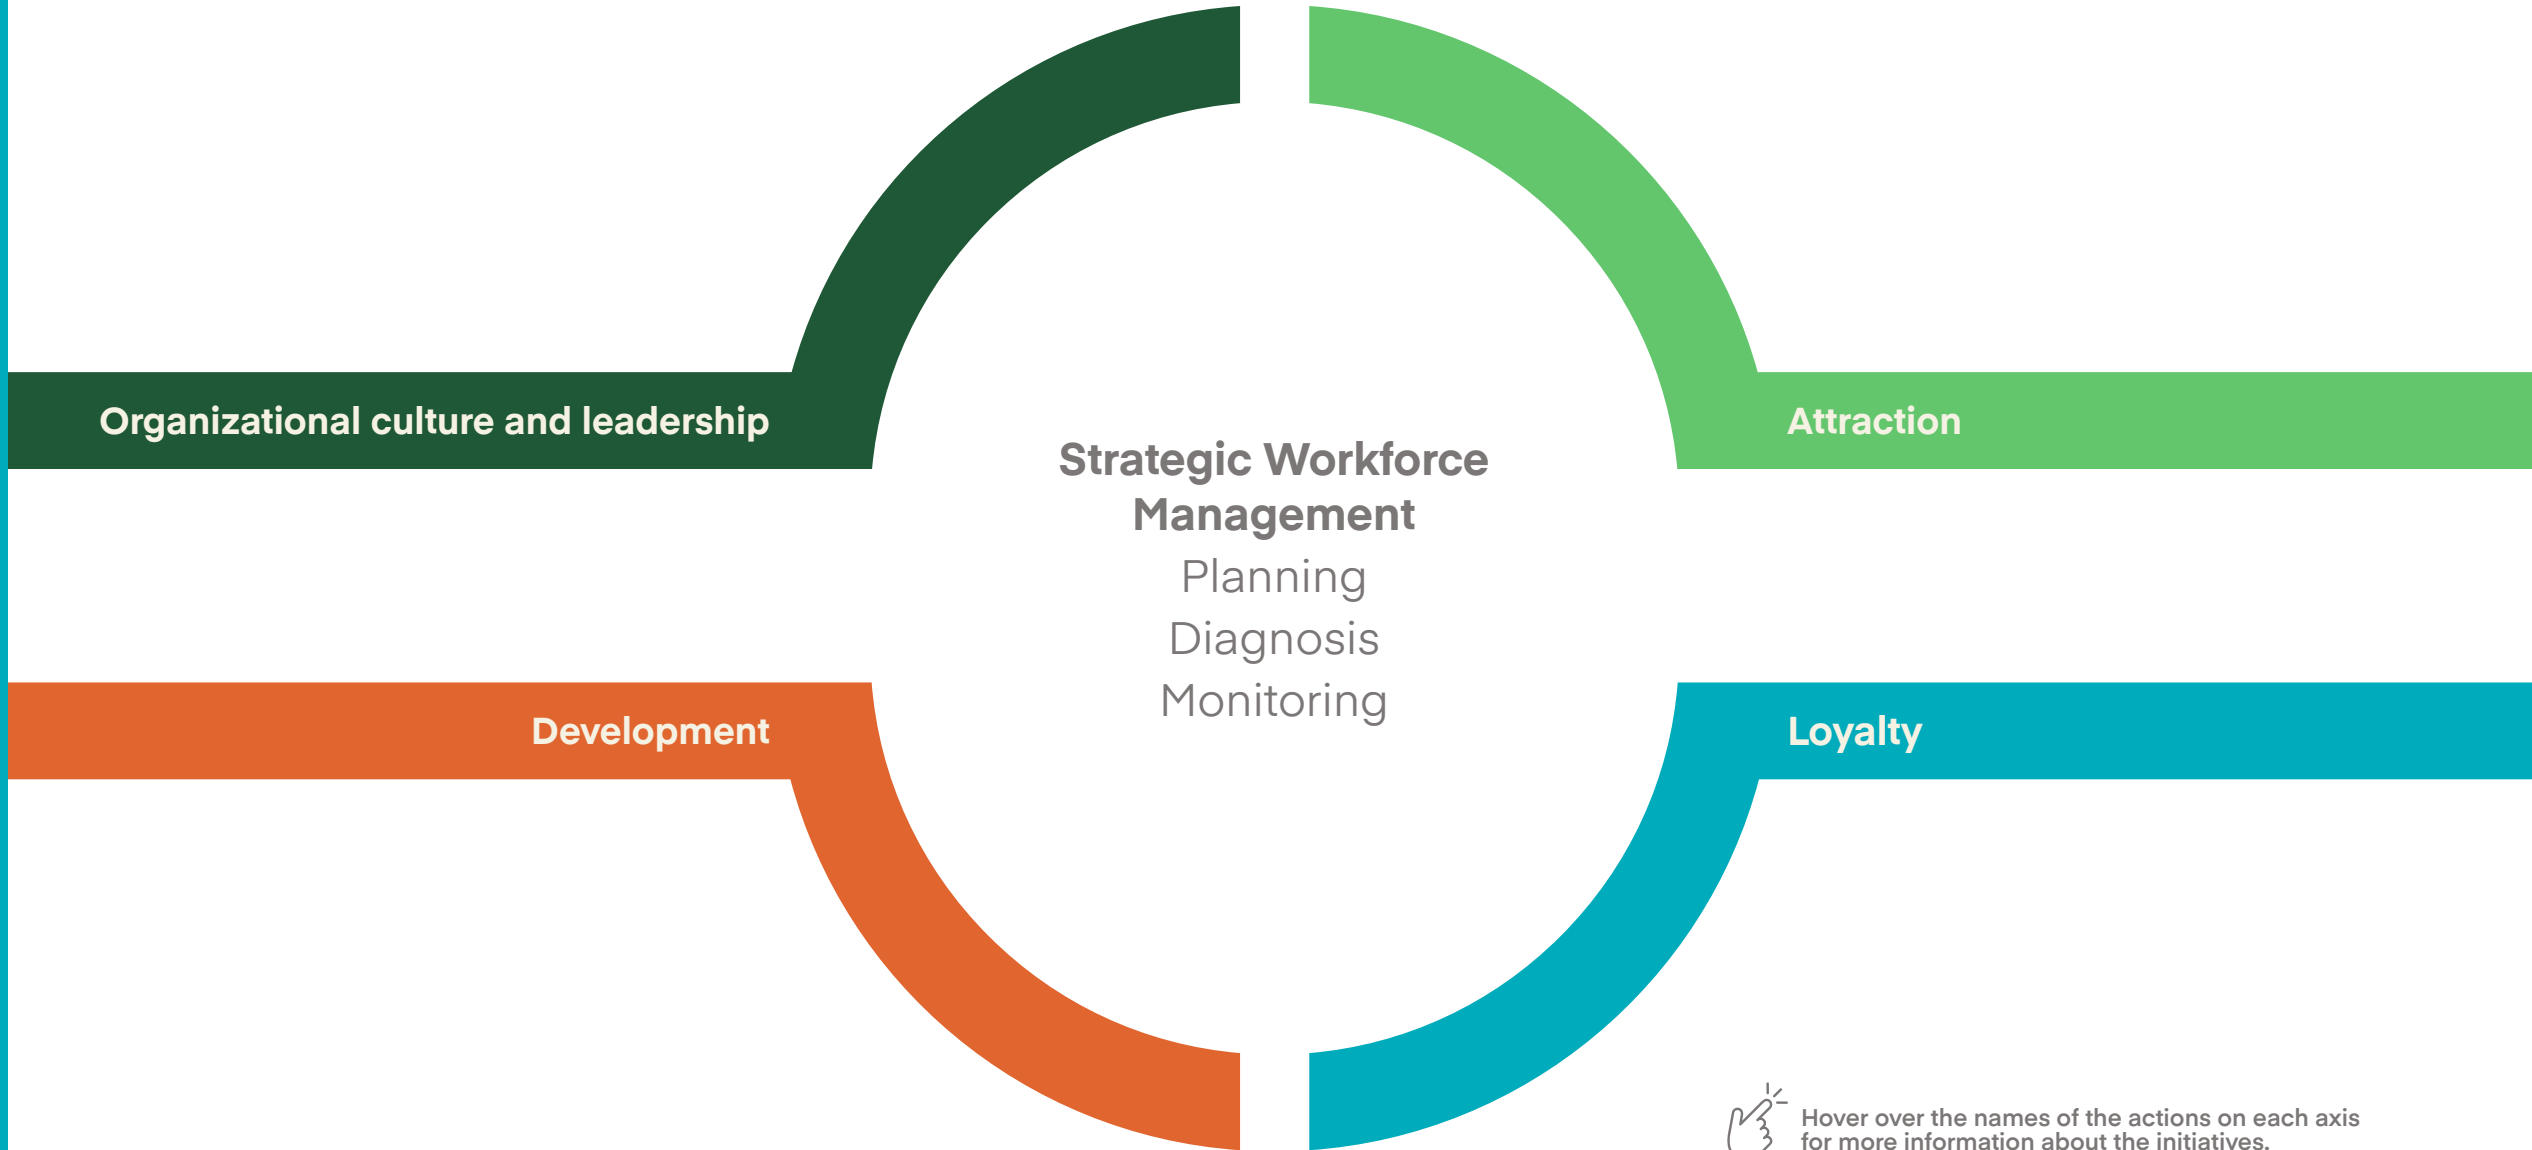 Organizational culture and leadership
Attraction
Strategic Workforce
Management
Planning
Diagnosis
Monitoring
Development
Loyalty
Hover over the names of the actions on each axis
for more information about the initiatives.